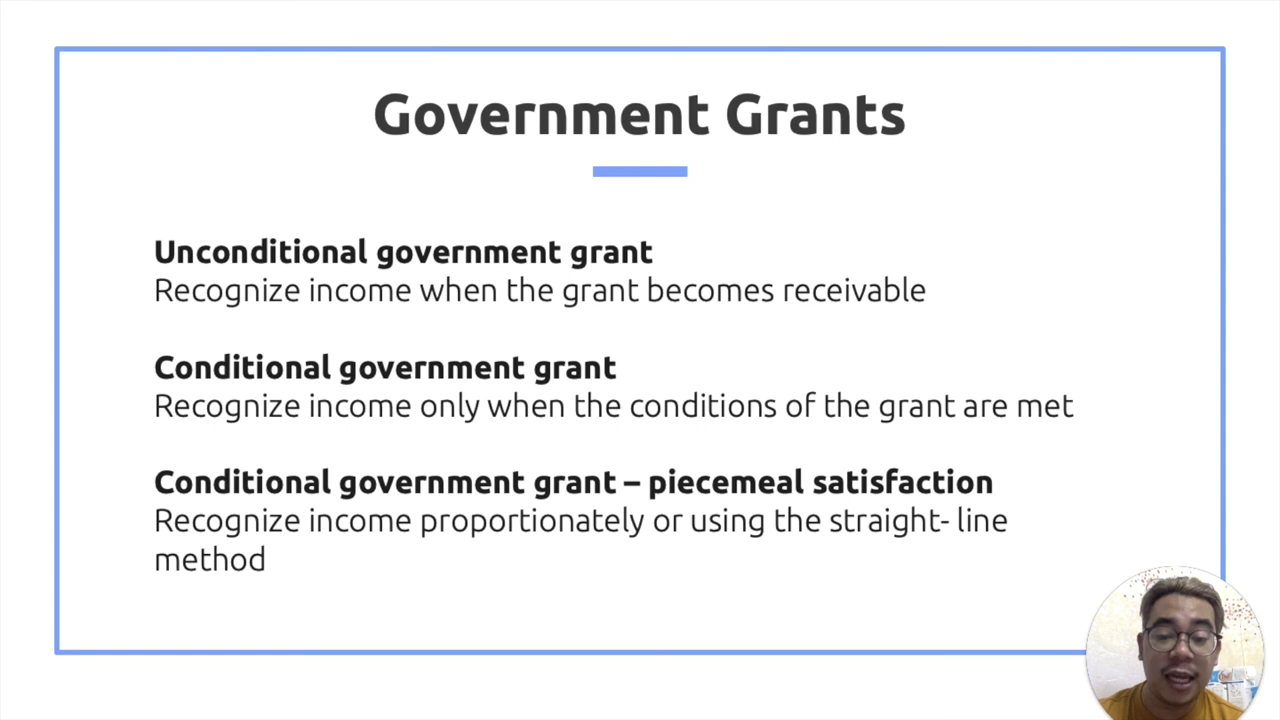 Government Grants
Unconditional government grant
Recognize income when the grant becomes receivable
Conditional government grant
Recognize income only when the conditions of the grant are met
Conditional government grant – piecemeal satisfaction
Recognize income proportionately or using the straight- line
method